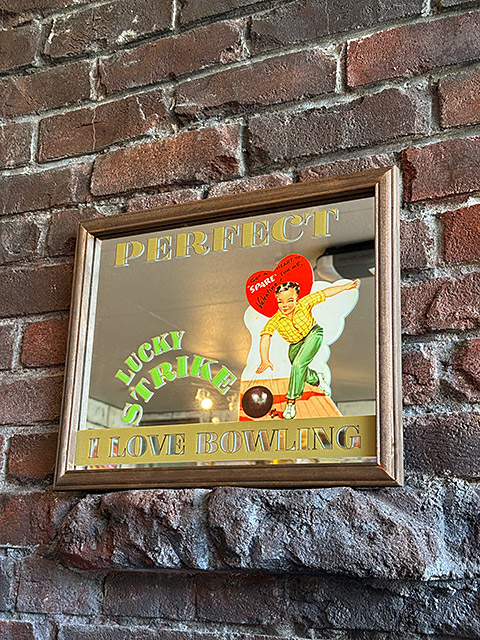 PERFECT
SPARE
LUCKY
STRIKE
I LOVE BOWLING